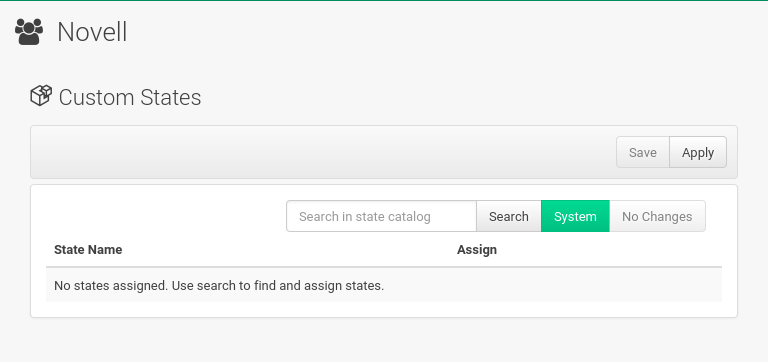 Novell
Custom States
Save Apply
Search in state catalog Search System No Changes
State Name Assign
No states assigned. Use search to find and assign states.